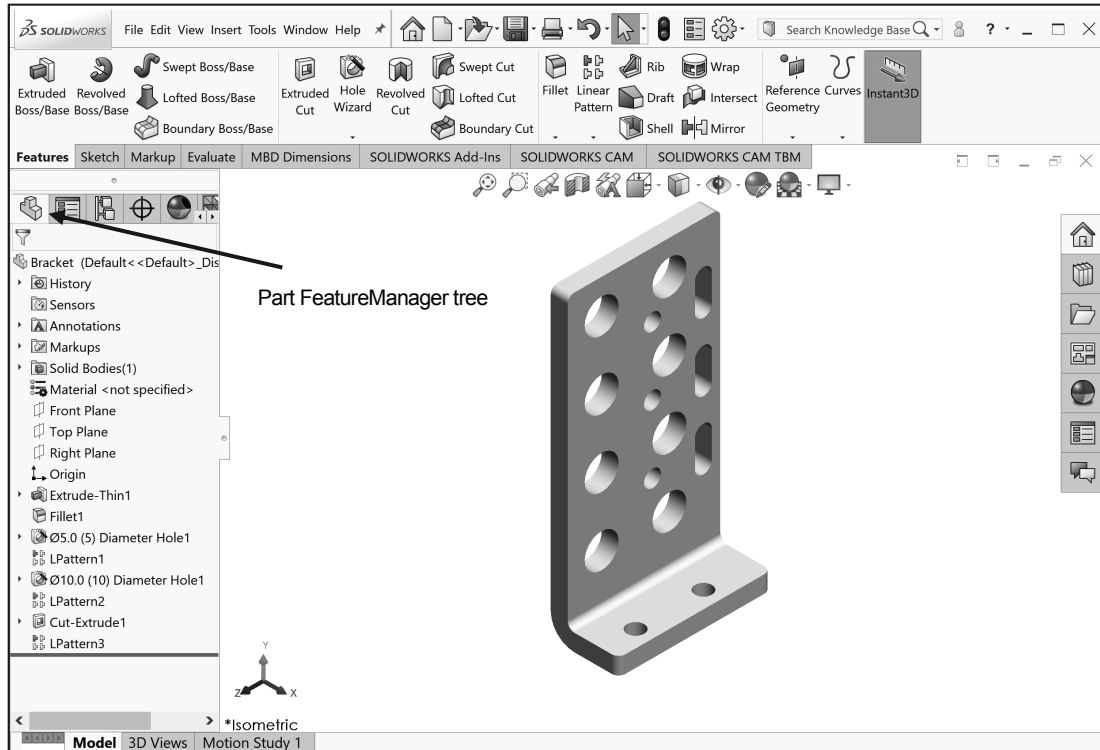 SOLIDWORKS File Edit View Insert Tools Window Help Search Knowledge Base ?
Extruded Boss/Base
Revolved Boss/Base
Swept Boss/Base
Lofted Boss/Base
Boundary Boss/Base
Extruded Cut
Hole Wizard
Revolved Cut
Swept Cut
Lofted Cut
Boundary Cut
Fillet
Linear Pattern
Rib
Draft
Shell
Wrap
Intersect
Mirror
Reference Geometry
Curves
Instant3D
Features Sketch Markup Evaluate MBD Dimensions SOLIDWORKS Add-Ins SOLIDWORKS CAM SOLIDWORKS CAM TBM
Bracket (Default<<Default>_Dis
History
Sensors
Annotations
Markups
Solid Bodies(1)
Material <not specified>
Front Plane
Top Plane
Right Plane
Origin
Extrude-Thin1
Fillet1
Ø5.0 (5) Diameter Hole1
LPattern1
Ø10.0 (10) Diameter Hole1
LPattern2
Cut-Extrude1
LPattern3
Part FeatureManager tree
Y
Z X
*Isometric
Model 3D Views Motion Study 1